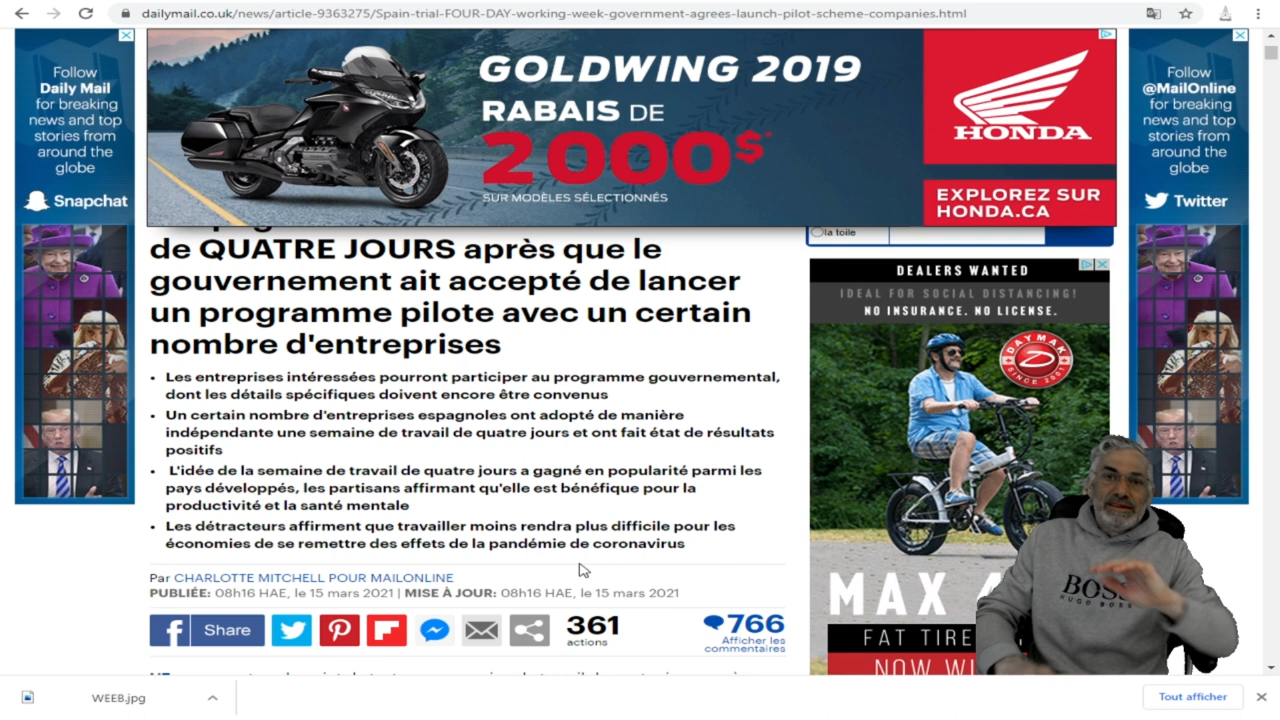 dailymail.co.uk/news/article-9363275/Spain-trial-FOUR-DAY-working-week-government-agrees-launch-pilot-scheme-companies.html
Follow
Daily Mail
for breaking
news and top
stories from
around the
globe
Snapchat
GOLDWING 2019
RABAIS DE
2000$*
SUR MODÈLES SÉLECTIONNÉS
HONDA
EXPLOREZ SUR
HONDA.CA
Follow
@MailOnline
for breaking
news and top
stories from
around the
globe
Twitter
de QUATRE JOURS après que le
gouvernement ait accepté de lancer
un programme pilote avec un certain
nombre d'entreprises
• Les entreprises intéressées pourront participer au programme gouvernemental,
dont les détails spécifiques doivent encore être convenus
• Un certain nombre d'entreprises espagnoles ont adopté de manière
indépendante une semaine de travail de quatre jours et ont fait état de résultats
positifs
• L'idée de la semaine de travail de quatre jours a gagné en popularité parmi les
pays développés, les partisans affirmant qu'elle est bénéfique pour la
productivité et la santé mentale
• Les détracteurs affirment que travailler moins rendra plus difficile pour les
économies de se remettre des effets de la pandémie de coronavirus
Par CHARLOTTE MITCHELL POUR MAILONLINE
PUBLIÉE: 08h16 HAE, le 15 mars 2021 | MISE À JOUR: 08h16 HAE, le 15 mars 2021
Share
361
actions
766
Afficher les
commentaires
la toile
DEALERS WANTED
IDEAL FOR SOCIAL DISTANCING!
NO INSURANCE. NO LICENSE.
DAYMAK
SINCE 2001
MAX
FAT TIRE
NOW WI
BOSS
HUGO BOSS
WEEB.jpg
Tout afficher